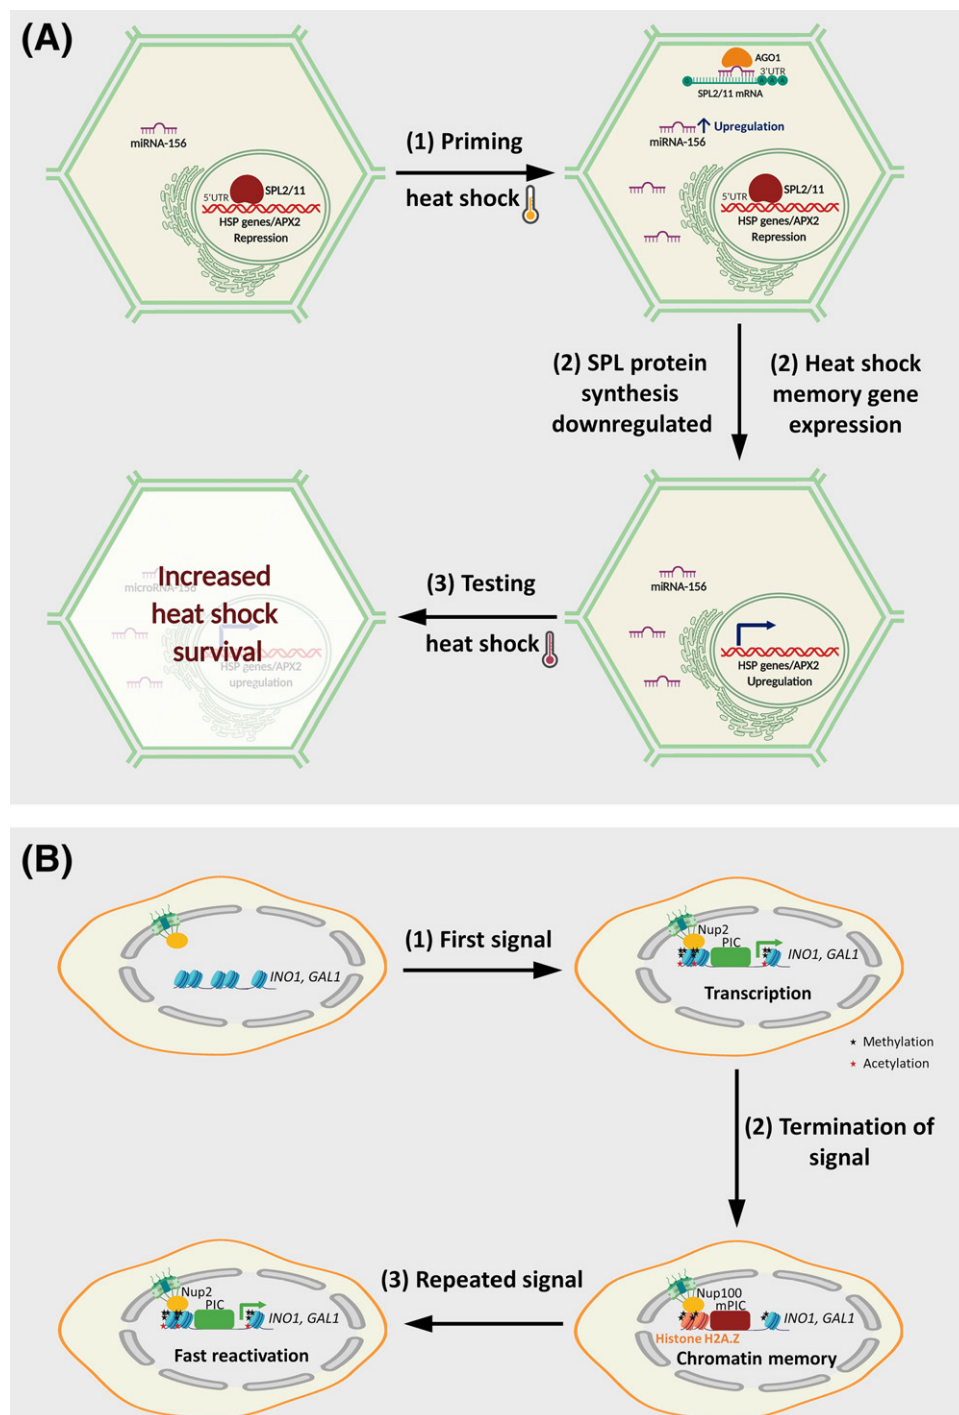 (A)
miRNA-156
5'UTR
SPL2/11
HSP genes/APX2
Repression
(1) Priming
heat shock
AGO1
3'UTR
A A A
SPL2/11 mRNA
miRNA-156
Upregulation
5'UTR
SPL2/11
HSP genes/APX2
Repression
(2) SPL protein
synthesis
downregulated
(2) Heat shock
memory gene
expression
miRNA-156
HSP genes/APX2
Upregulation
(3) Testing
heat shock
microRNA-156
Increased
heat shock
survival
HSP genes/APX2
upregulation
(B)
INO1, GAL1
(1) First signal
Nup2
PIC
INO1, GAL1
Transcription
Methylation
Acetylation
(2) Termination of
signal
Nup100
mPIC
INO1, GAL1
Histone H2A.Z
Chromatin memory
(3) Repeated signal
Nup2
PIC
INO1, GAL1
Fast reactivation